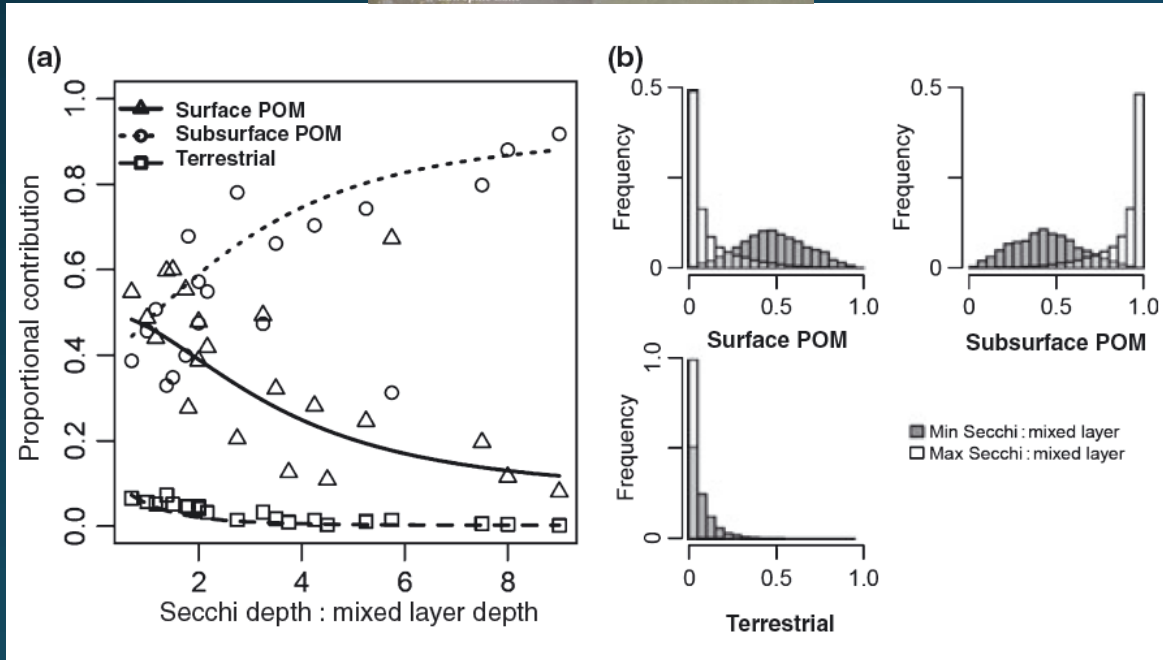 (a)
Proportional contribution
1.0
0.8
0.6
0.4
0.2
0.0
Surface POM
Subsurface POM
Terrestrial
2 4 6 8
Secchi depth : mixed layer depth
(b)
Frequency
0.5
0
0 0.5 1.0
Surface POM
Frequency
0.5
0
0 0.5 1.0
Subsurface POM
Frequency
1.0
0
0 0.5 1.0
Terrestrial
Min Secchi : mixed layer
Max Secchi : mixed layer